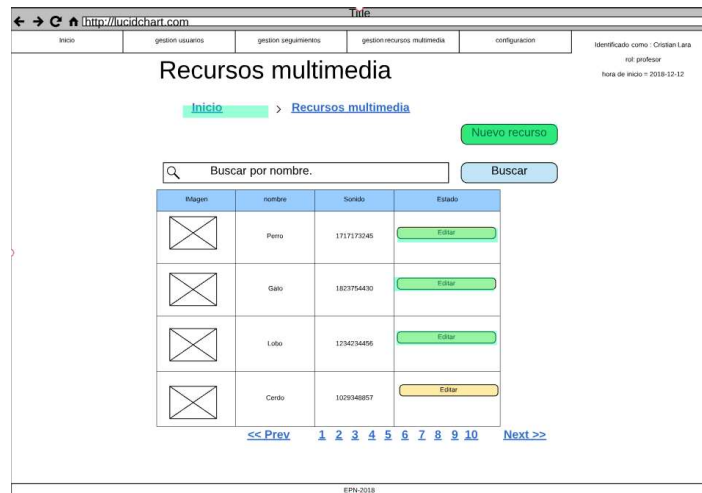 Title
http://lucidchart.com
Inicio gestion usuarios gestion seguimientos gestion recursos multimedia configuracion
Identificado como : Cristian Lara
rol: profesor
hora de inicio = 2018-12-12
Recursos multimedia
Inicio > Recursos multimedia
Nuevo recurso
Buscar por nombre. Buscar
IMagen nombre Sonido Estado
Perro 1717173245 Editar
Gato 1823754430 Editar
Lobo 1234234456 Editar
Cerdo 1029348857 Editar
<< Prev 1 2 3 4 5 6 7 8 9 10 Next >>
EPN-2018